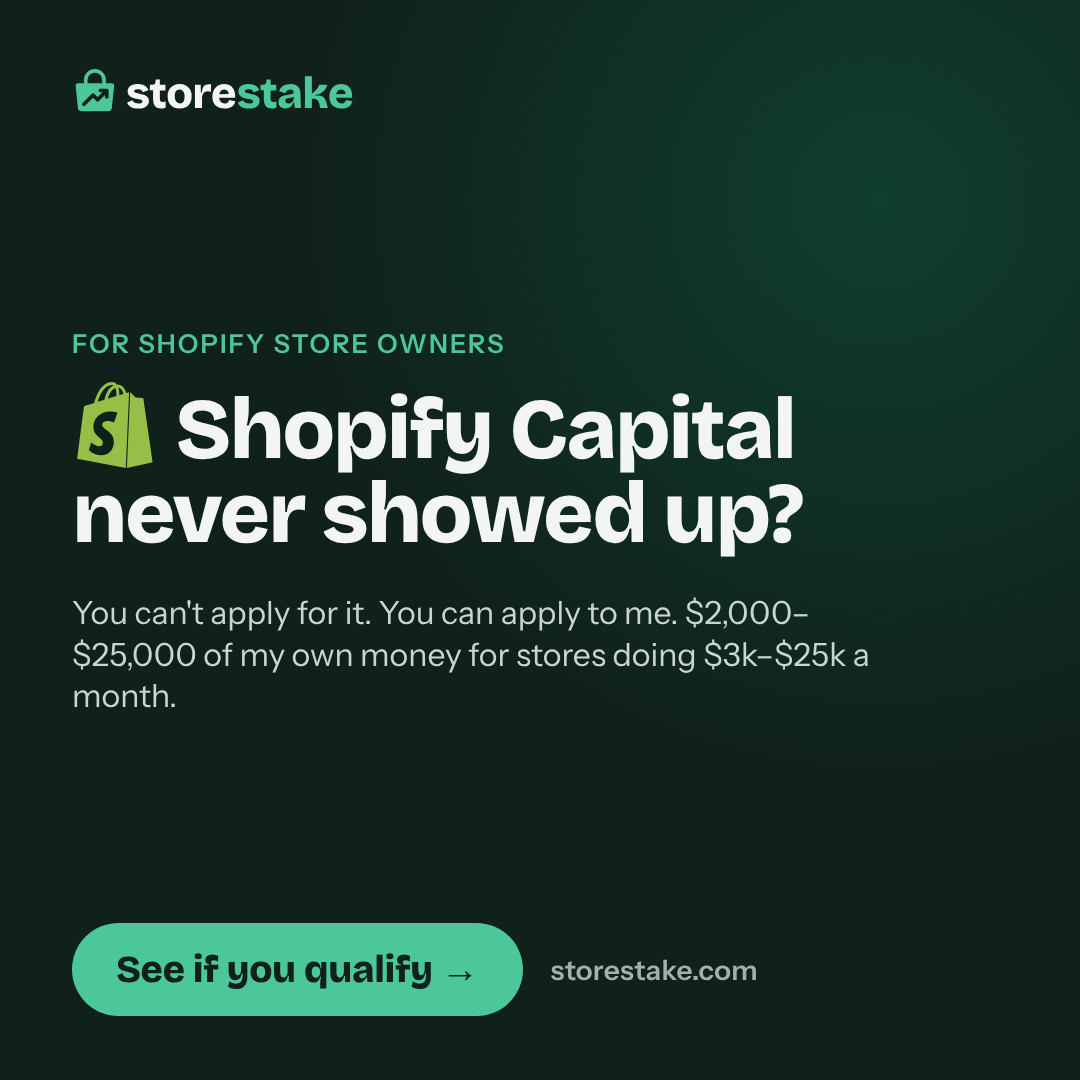 storestake
FOR SHOPIFY STORE OWNERS
Shopify Capital
never showed up?
You can't apply for it. You can apply to me. $2,000–
$25,000 of my own money for stores doing $3k–$25k a
month.
See if you qualify →
storestake.com